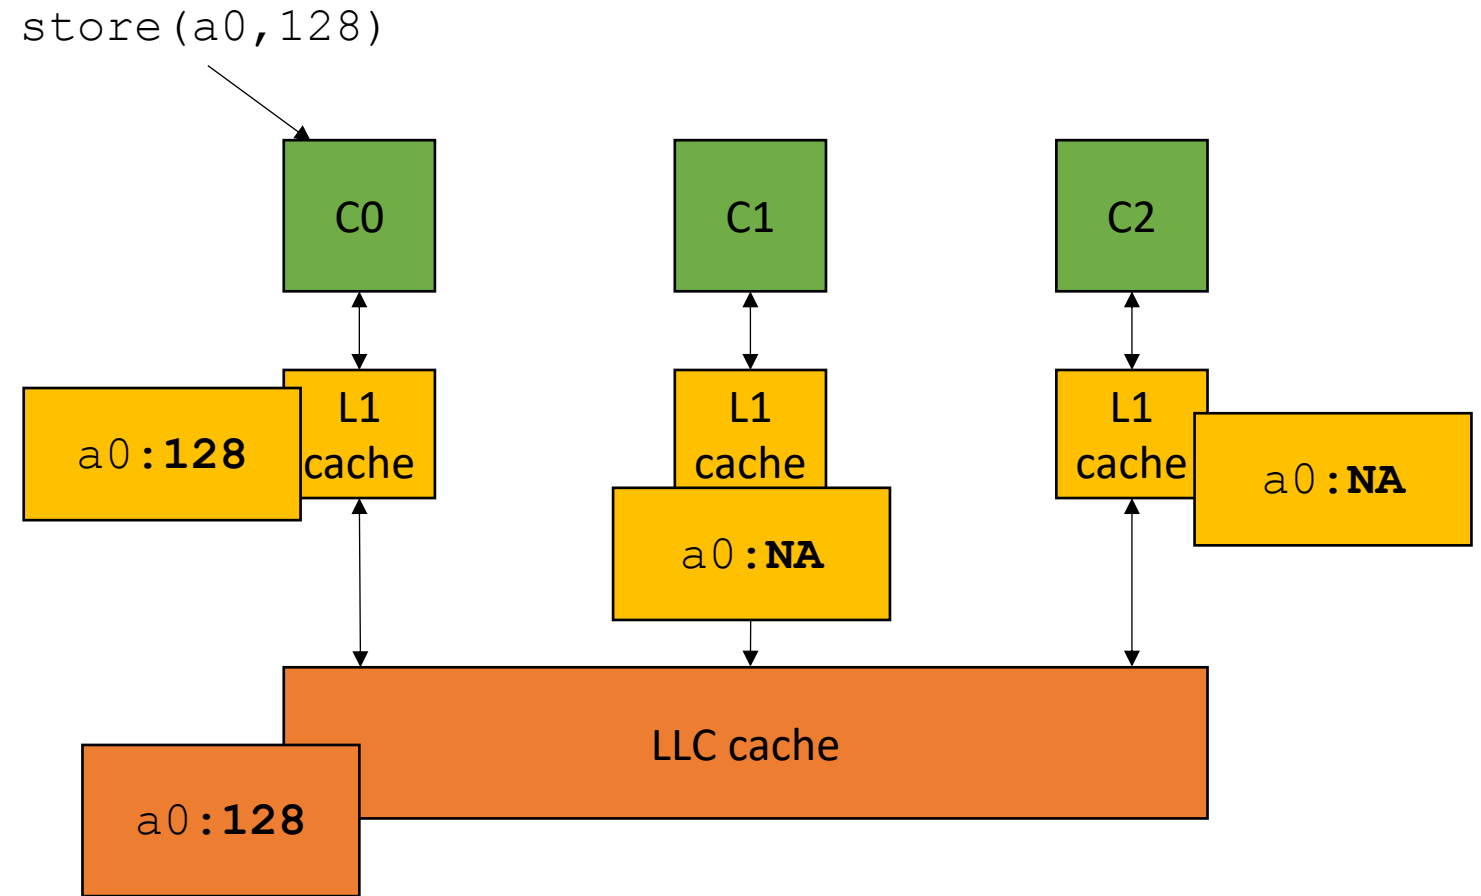 store(a0,128)
C0
C1
C2
L1
cache
L1
cache
L1
cache
a0:128
a0:NA
a0:NA
LLC cache
a0:128